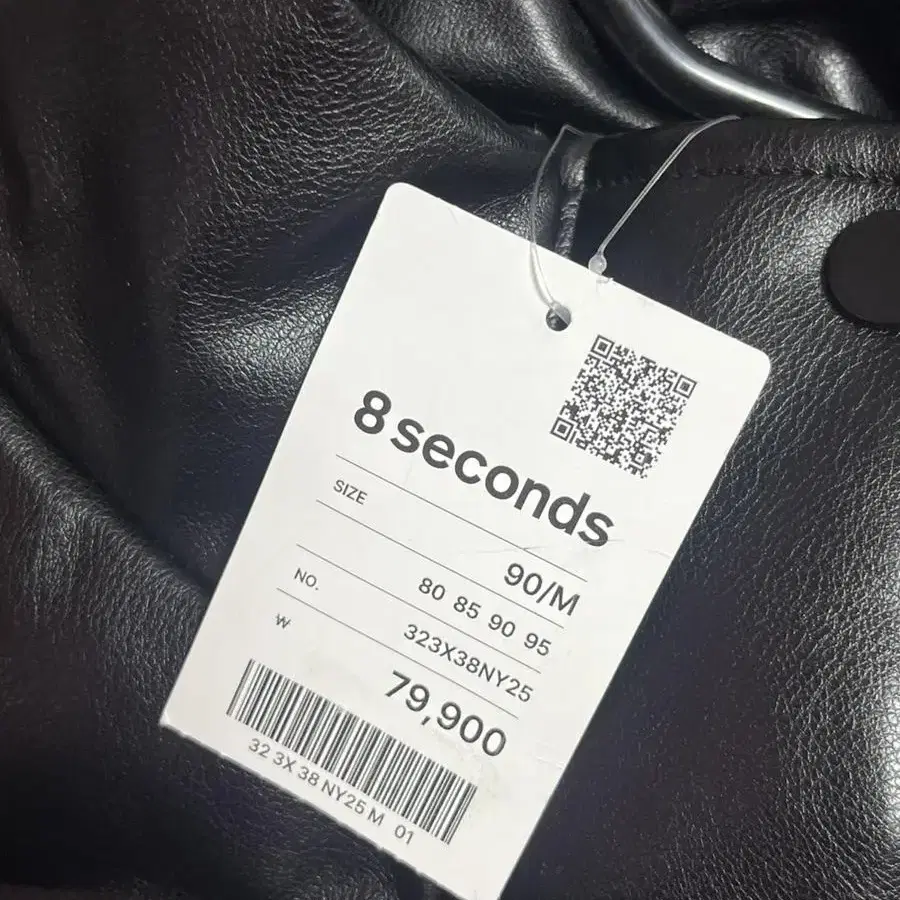 8 seconds
SIZE
90/M
80 85 90 95
NO.
323X38NY25
W
79,900
32 3X 38 NY25 M 01